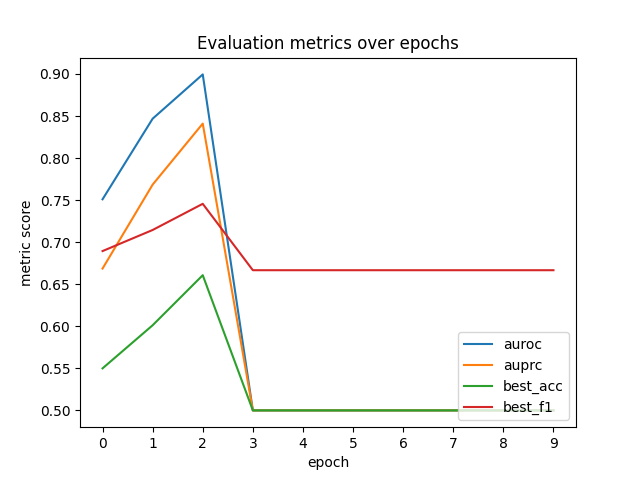 Evaluation metrics over epochs
metric score
0.90
0.85
0.80
0.75
0.70
0.65
0.60
0.55
0.50
auroc
auprc
best_acc
best_f1
0 1 2 3 4 5 6 7 8 9
epoch